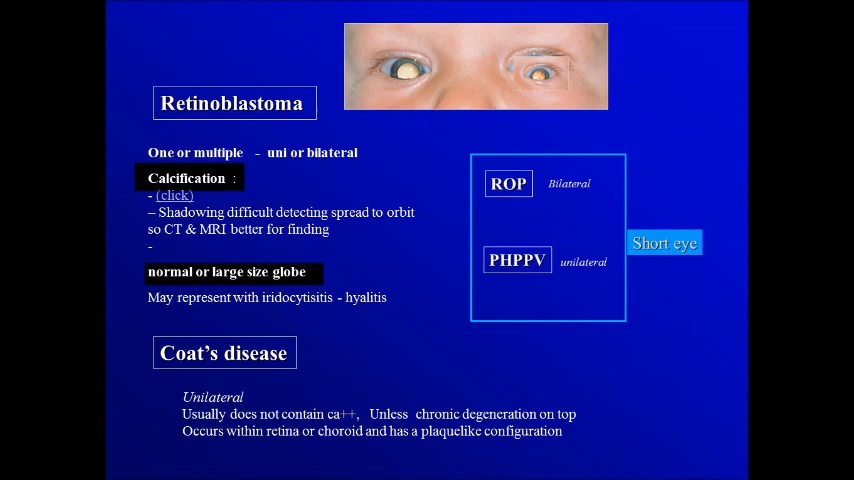 Retinoblastoma
One or multiple - uni or bilateral
Calcification :
- (click)
– Shadowing difficult detecting spread to orbit
so CT & MRI better for finding
-
normal or large size globe
May represent with iridocytisitis - hyalitis
ROP Bilateral
PHPPV unilateral
Short eye
Coat's disease
Unilateral
Usually does not contain ca++, Unless chronic degeneration on top
Occurs within retina or choroid and has a plaquelike configuration